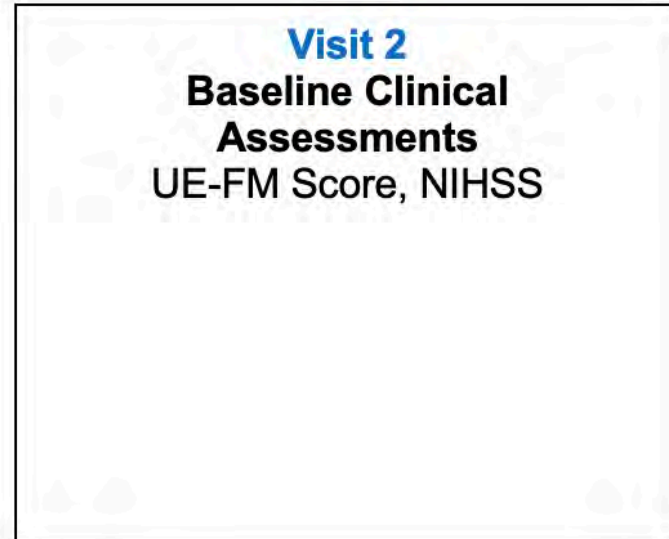 Visit 2
Baseline Clinical
Assessments
UE-FM Score, NIHSS